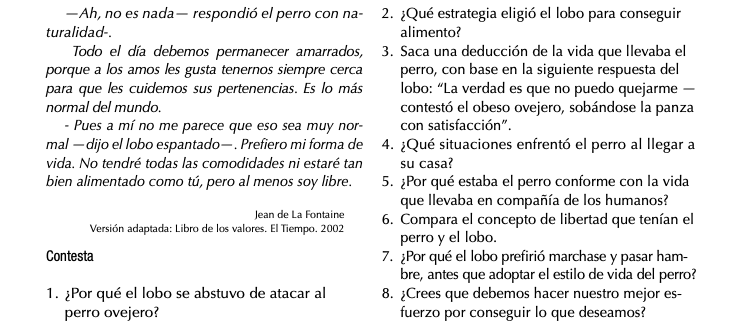 —Ah, no es nada— respondió el perro con na-
turalidad-.
Todo el día debemos permanecer amarrados,
porque a los amos les gusta tenernos siempre cerca
para que les cuidemos sus pertenencias. Es lo más
normal del mundo.
- Pues a mí no me parece que eso sea muy nor-
mal —dijo el lobo espantado—. Prefiero mi forma de
vida. No tendré todas las comodidades ni estaré tan
bien alimentado como tú, pero al menos soy libre.
Jean de La Fontaine
Versión adaptada: Libro de los valores. El Tiempo. 2002
Contesta
1. ¿Por qué el lobo se abstuvo de atacar al
perro ovejero?
2. ¿Qué estrategia eligió el lobo para conseguir
alimento?
3. Saca una deducción de la vida que llevaba el
perro, con base en la siguiente respuesta del
lobo: “La verdad es que no puedo quejarme —
contestó el obeso ovejero, sobándose la panza
con satisfacción”.
4. ¿Qué situaciones enfrentó el perro al llegar a
su casa?
5. ¿Por qué estaba el perro conforme con la vida
que llevaba en compañía de los humanos?
6. Compara el concepto de libertad que tenían el
perro y el lobo.
7. ¿Por qué el lobo prefirió marchase y pasar ham-
bre, antes que adoptar el estilo de vida del perro?
8. ¿Crees que debemos hacer nuestro mejor es-
fuerzo por conseguir lo que deseamos?